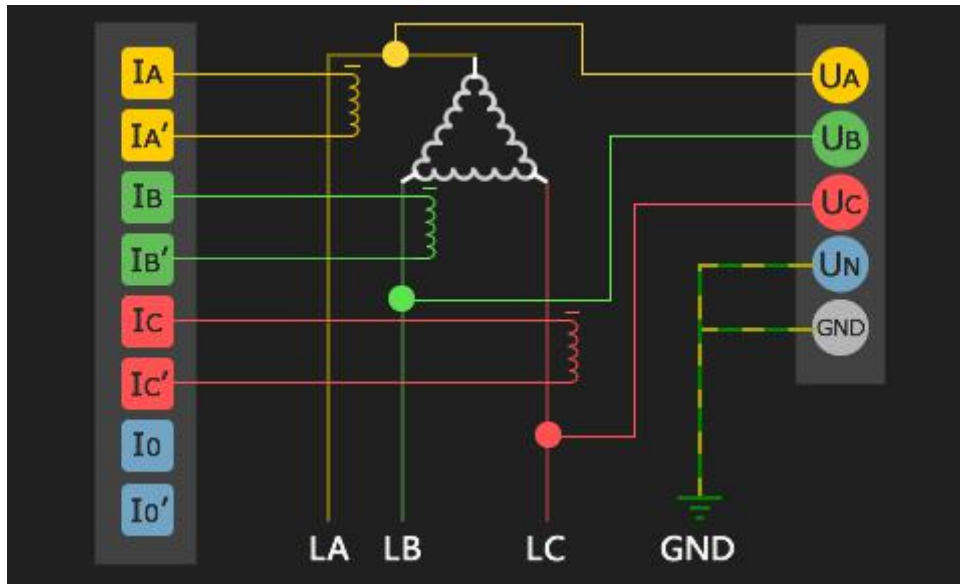 IA
IA′
IB
IB′
IC
IC′
I0
I0′
UA
UB
UC
UN
GND
LA LB LC GND